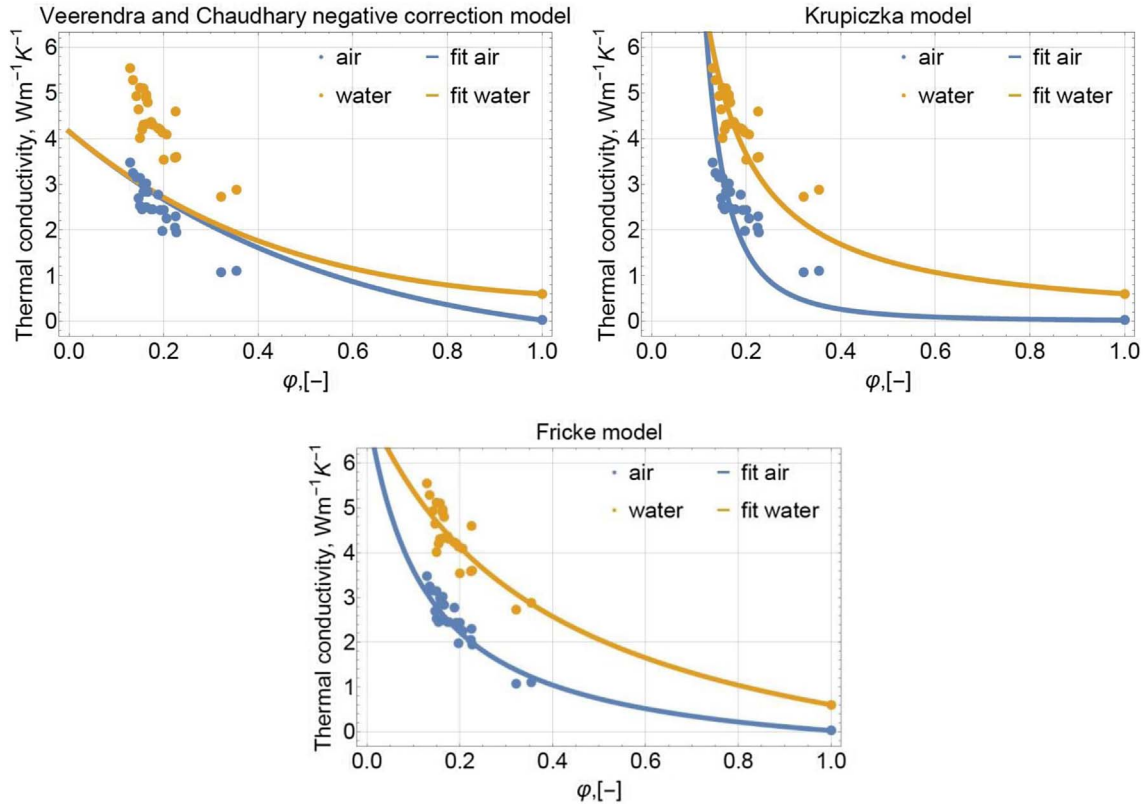 Veerendra and Chaudhary negative correction model
Thermal conductivity, Wm⁻¹K⁻¹
6
5
4
3
2
1
0
air
fit air
water
fit water
0.0
0.2
0.4
0.6
0.8
1.0
φ,[−]
Krupiczka model
Thermal conductivity, Wm⁻¹K⁻¹
6
5
4
3
2
1
0
air
fit air
water
fit water
0.0
0.2
0.4
0.6
0.8
1.0
φ,[−]
Fricke model
Thermal conductivity, Wm⁻¹K⁻¹
6
5
4
3
2
1
0
air
fit air
water
fit water
0.0
0.2
0.4
0.6
0.8
1.0
φ,[−]